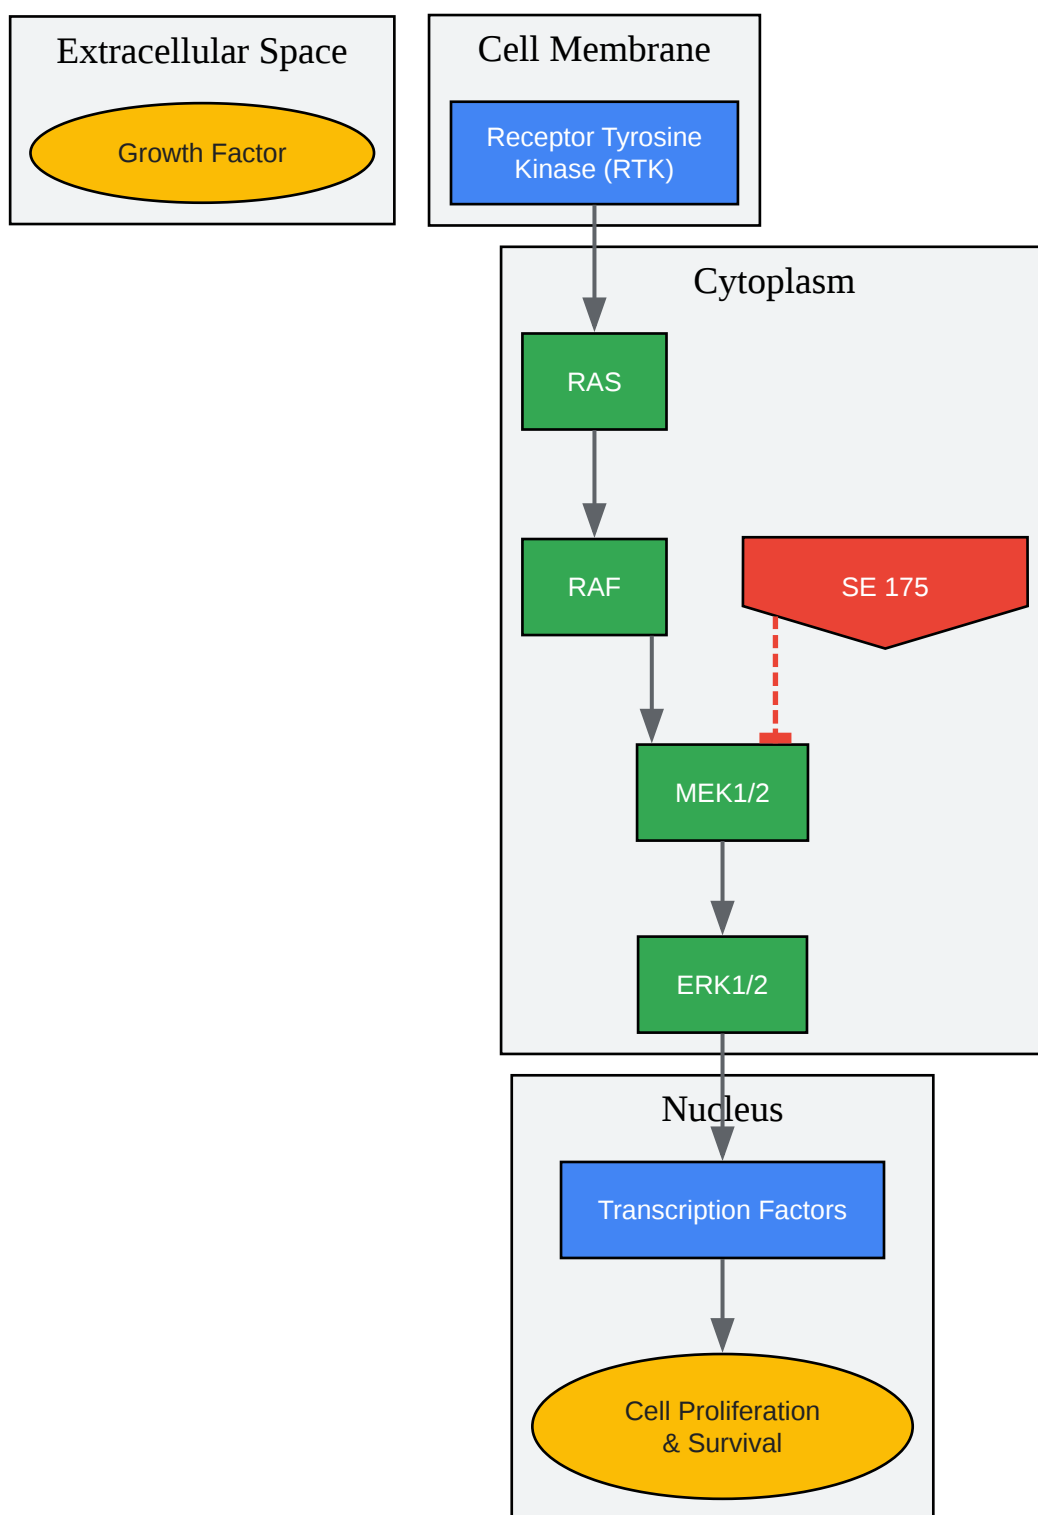 Extracellular Space
Growth Factor
Cell Membrane
Receptor Tyrosine
Kinase (RTK)
Cytoplasm
RAS
RAF
SE 175
MEK1/2
ERK1/2
Nucleus
Transcription Factors
Cell Proliferation
& Survival